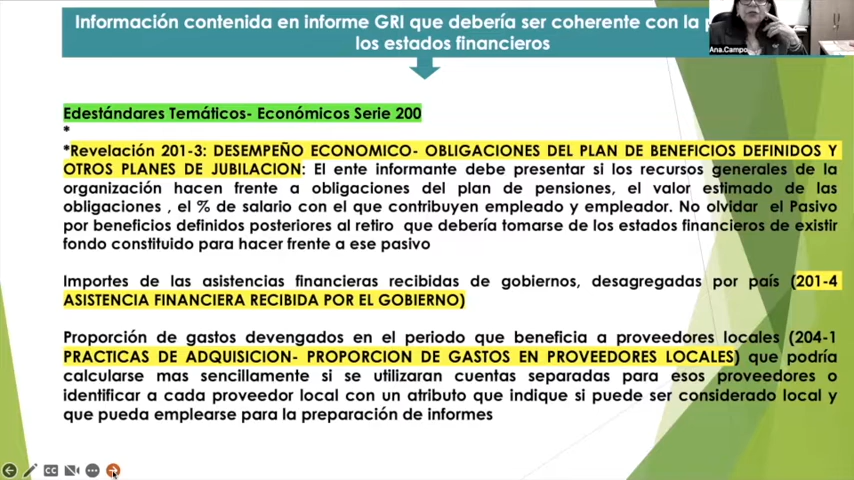 Información contenida en informe GRI que debería ser coherente con la
los estados financieros
Ana.Campo
Edestándares Temáticos- Económicos Serie 200
*
*Revelación 201-3: DESEMPEÑO ECONOMICO- OBLIGACIONES DEL PLAN DE BENEFICIOS DEFINIDOS Y
OTROS PLANES DE JUBILACION: El ente informante debe presentar si los recursos generales de la
organización hacen frente a obligaciones del plan de pensiones, el valor estimado de las
obligaciones , el % de salario con el que contribuyen empleado y empleador. No olvidar el Pasivo
por beneficios definidos posteriores al retiro que debería tomarse de los estados financieros de existir
fondo constituido para hacer frente a ese pasivo
Importes de las asistencias financieras recibidas de gobiernos, desagregadas por país (201-4
ASISTENCIA FINANCIERA RECIBIDA POR EL GOBIERNO)
Proporción de gastos devengados en el periodo que beneficia a proveedores locales (204-1
PRACTICAS DE ADQUISICION- PROPORCION DE GASTOS EN PROVEEDORES LOCALES) que podría
calcularse mas sencillamente si se utilizaran cuentas separadas para esos proveedores o
identificar a cada proveedor local con un atributo que indique si puede ser considerado local y
que pueda emplearse para la preparación de informes
CC